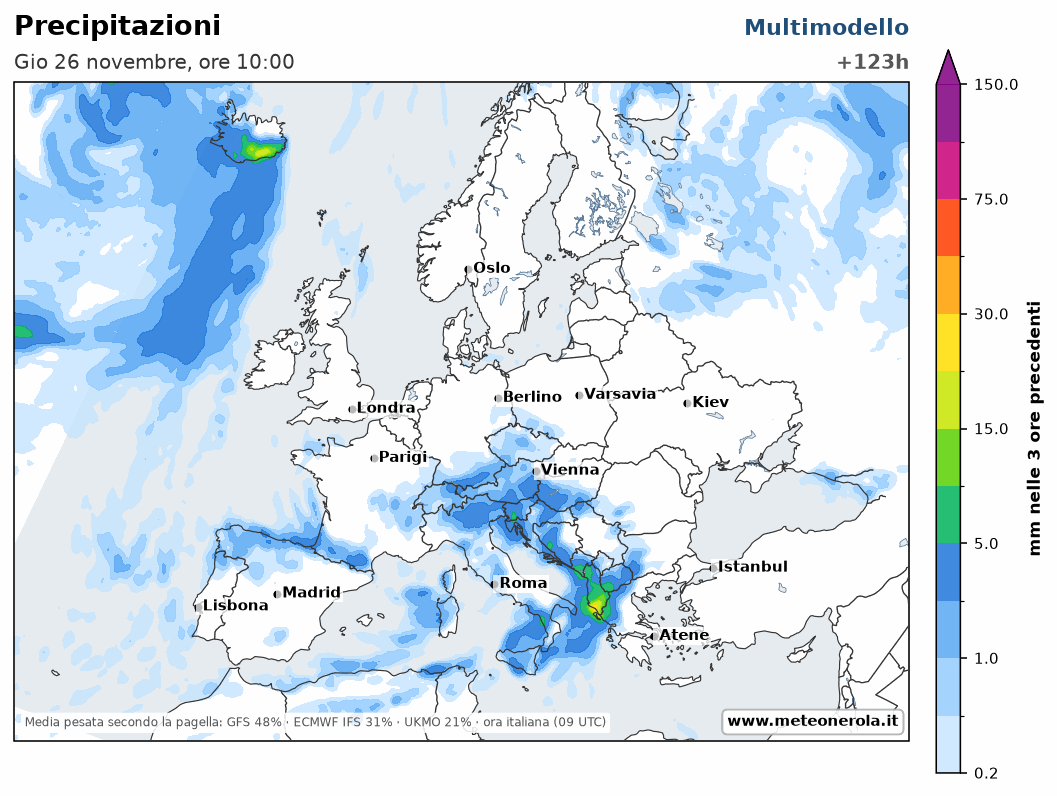 Precipitazioni
Multimodello
Gio 26 novembre, ore 10:00
+123h
150.0
75.0
30.0
15.0
5.0
1.0
0.2
mm nelle 3 ore precedenti
Oslo
Berlino
Varsavia
Kiev
Londra
Parigi
Vienna
Istanbul
Roma
Madrid
Lisbona
Atene
Media pesata secondo la pagella: GFS 48% · ECMWF IFS 31% · UKMO 21% · ora italiana (09 UTC)
www.meteonerola.it